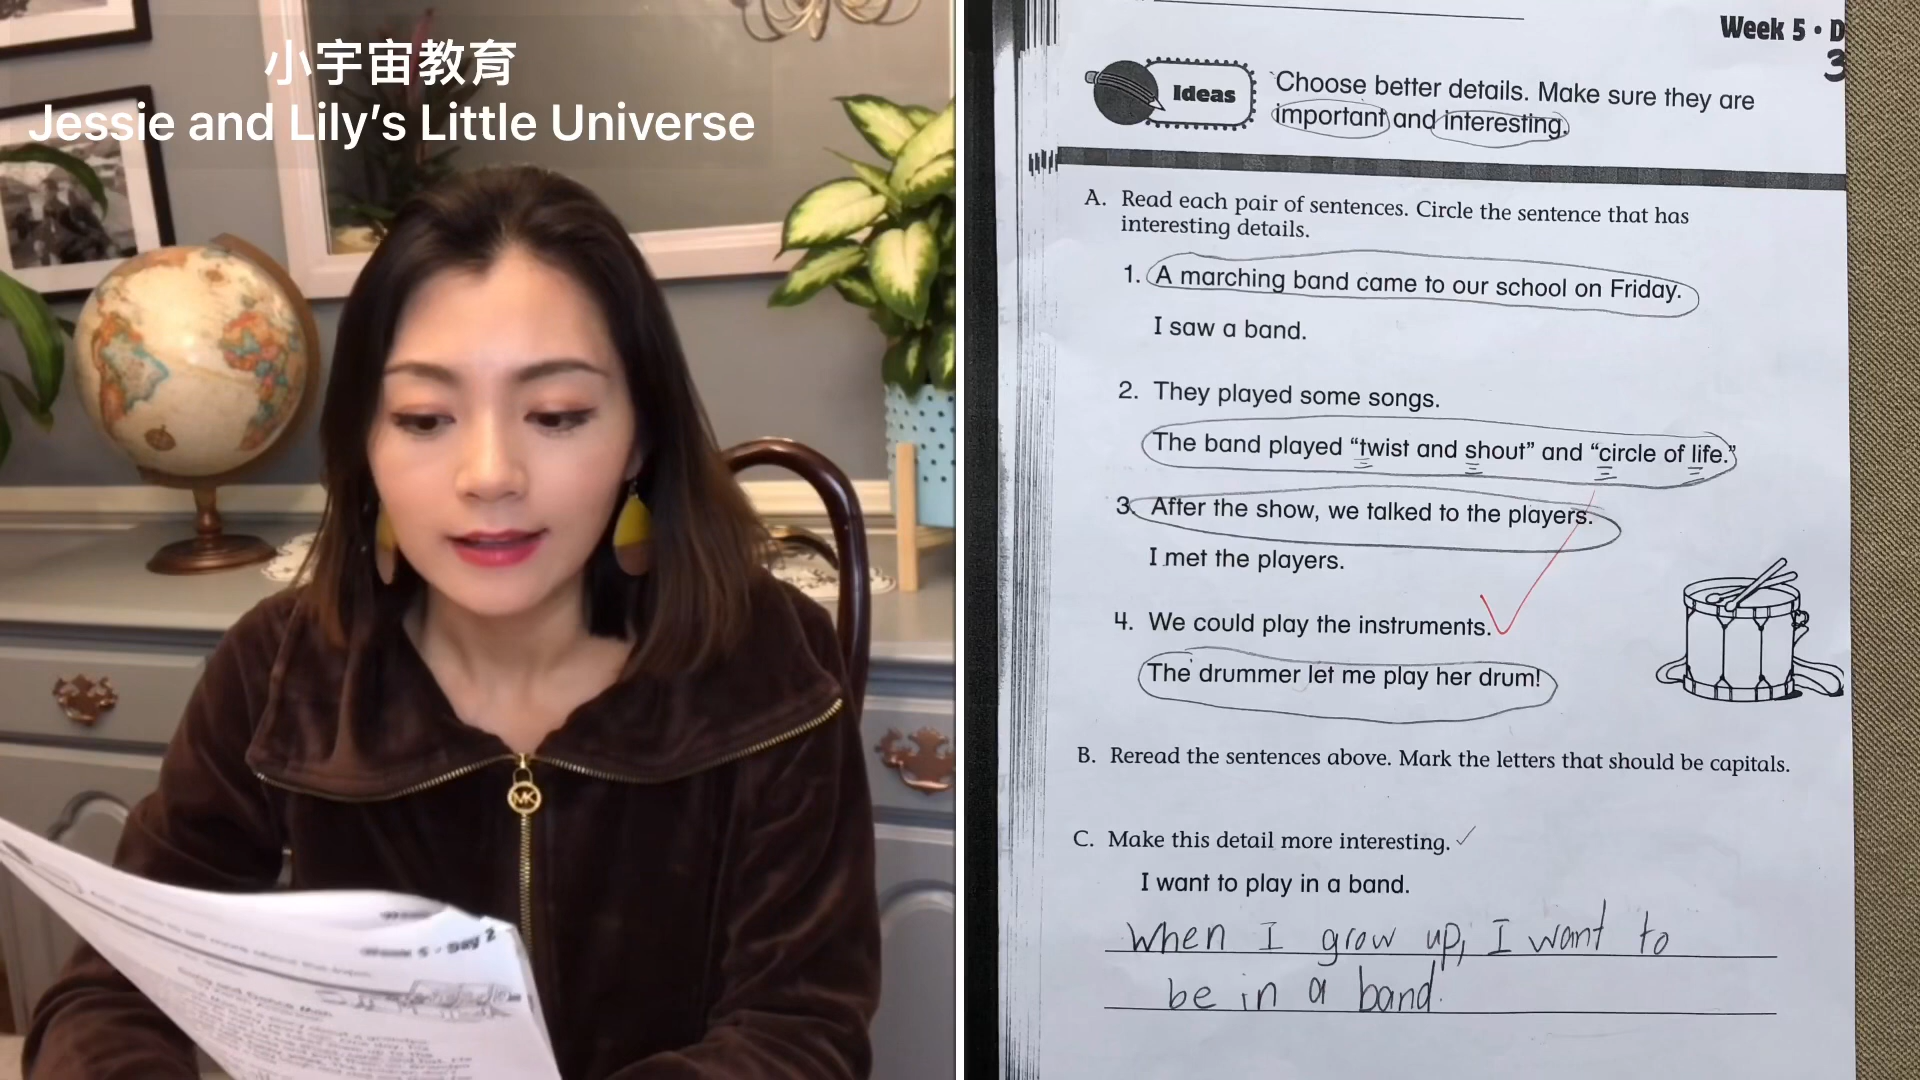 小宇宙教育
Jessie and Lily’s Little Universe
MK
Week 5 • Day 2
Week 5 • D
3
Ideas
Choose better details. Make sure they are
important and interesting.
A. Read each pair of sentences. Circle the sentence that has
interesting details.
1. A marching band came to our school on Friday.
I saw a band.
2. They played some songs.
The band played “twist and shout” and “circle of life.”
3. After the show, we talked to the players.
I met the players.
4. We could play the instruments.
The drummer let me play her drum!
B. Reread the sentences above. Mark the letters that should be capitals.
C. Make this detail more interesting.
I want to play in a band.
When I grow up, I want to
be in a band.